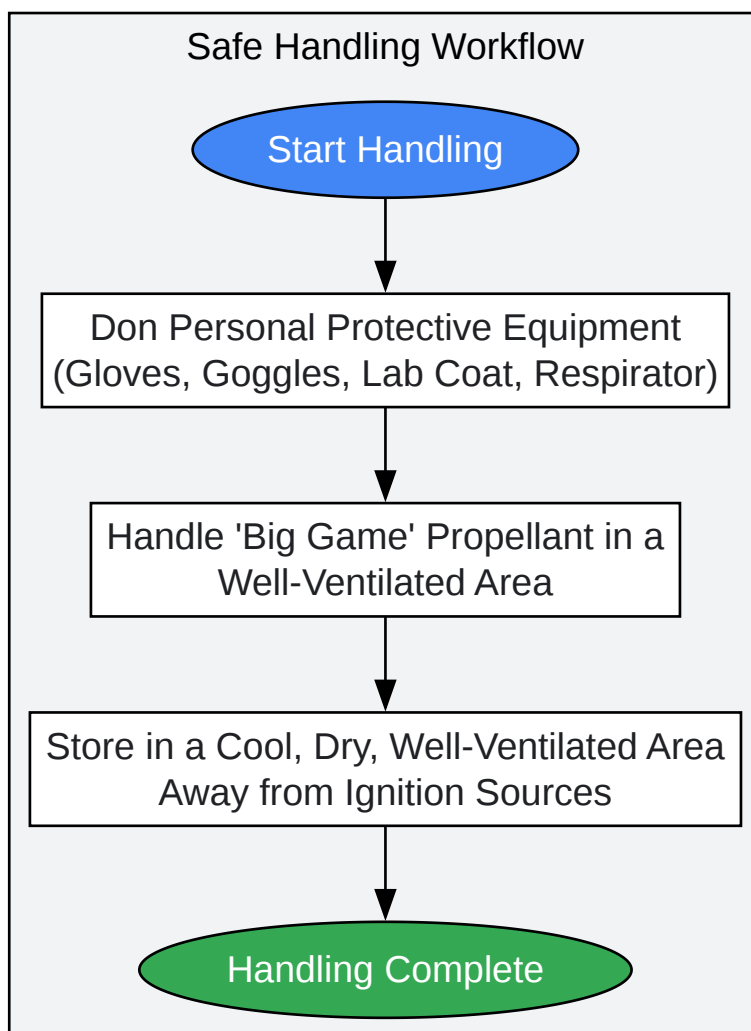 Safe Handling Workflow
Start Handling
Don Personal Protective Equipment
(Gloves, Goggles, Lab Coat, Respirator)
Handle 'Big Game' Propellant in a
Well-Ventilated Area
Store in a Cool, Dry, Well-Ventilated Area
Away from Ignition Sources
Handling Complete